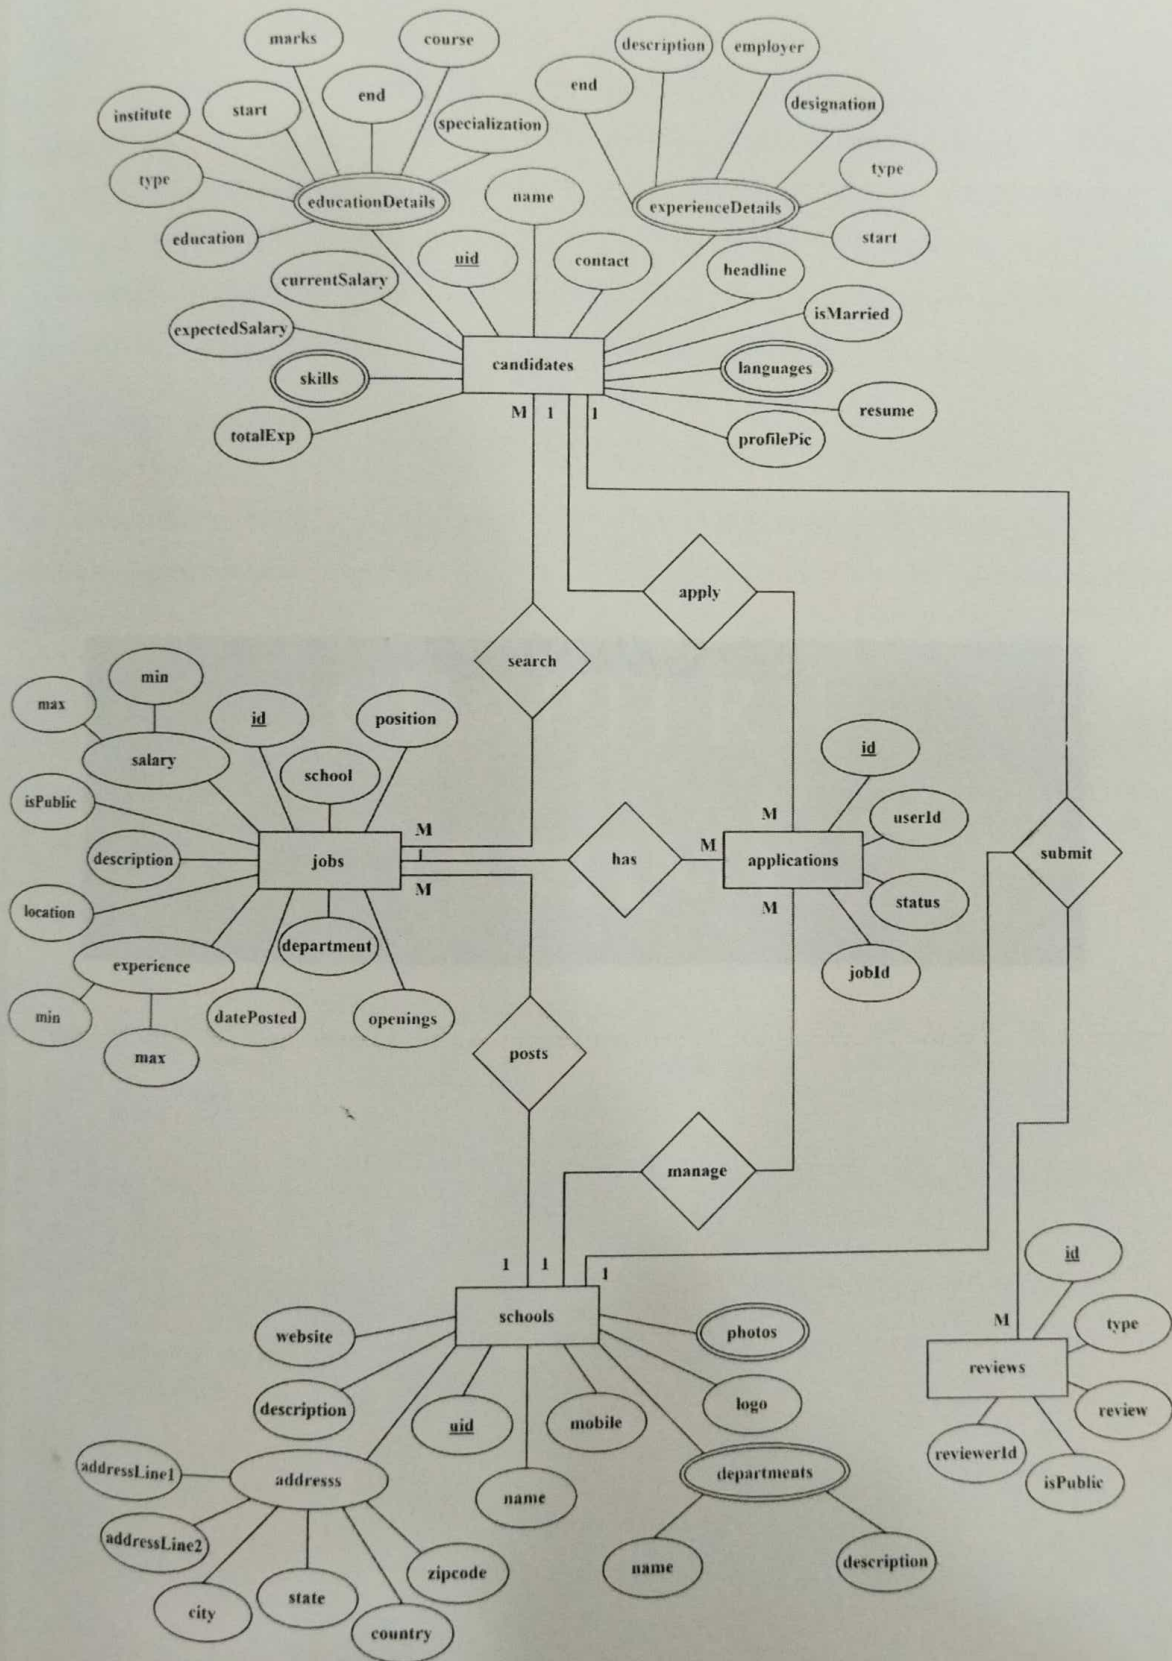 marks
course
description
employer
end
end
designation
institute
start
specialization
type
type
educationDetails
name
experienceDetails
education
uid
contact
start
currentSalary
headline
expectedSalary
isMarried
candidates
skills
languages
M 1 1
resume
totalExp
profilePic
apply
search
min
max
id
position
id
salary
school
isPublic
M
M
userId
description
jobs
1
has
M
applications
submit
M
M
location
status
department
experience
jobId
min
datePosted
openings
max
posts
manage
1 1 1
id
schools
M
website
photos
type
reviews
description
uid
mobile
logo
review
reviewerId
addressLine1
addresss
departments
name
isPublic
addressLine2
zipcode
name
description
city
state
country